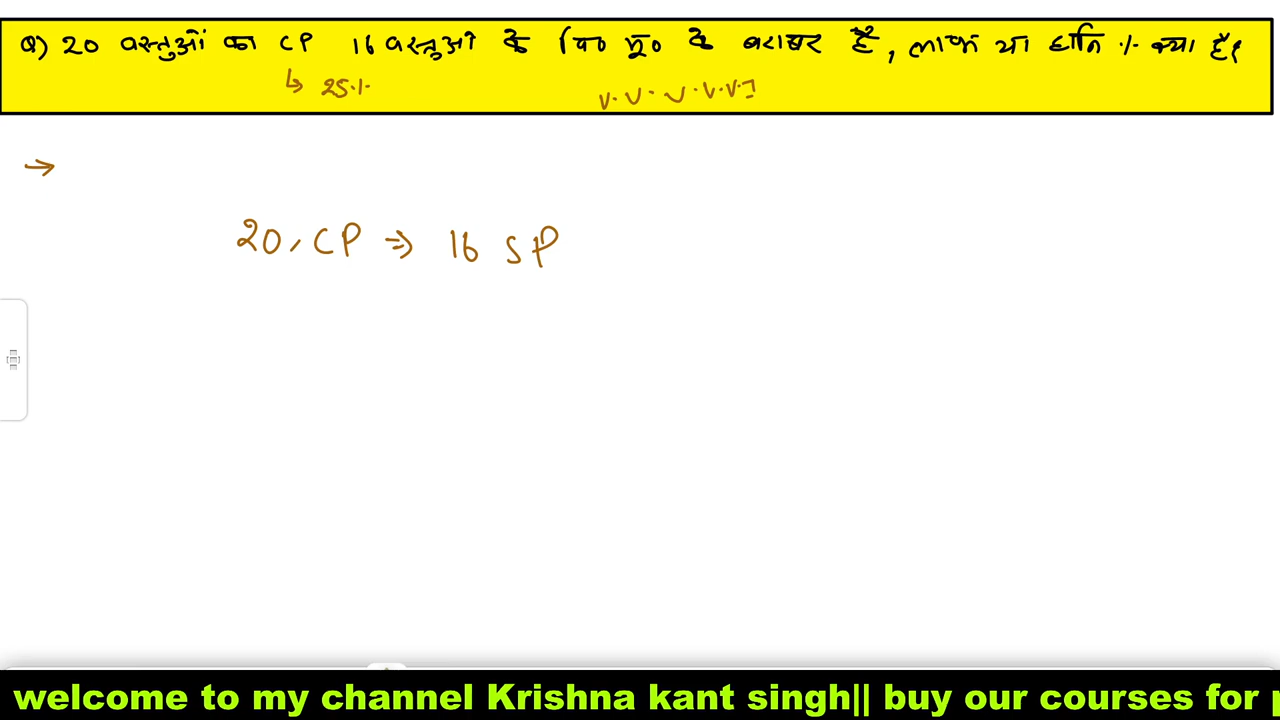 Q) 20 वस्तुओं का CP 16 वस्तुओं के वि० मू० के बराबर है, लाभ या हानि % क्या है?
↳ 25% V. V. V. V. V. I
→
20, CP ⇒ 16 SP
welcome to my channel Krishna kant singh|| buy our courses for p